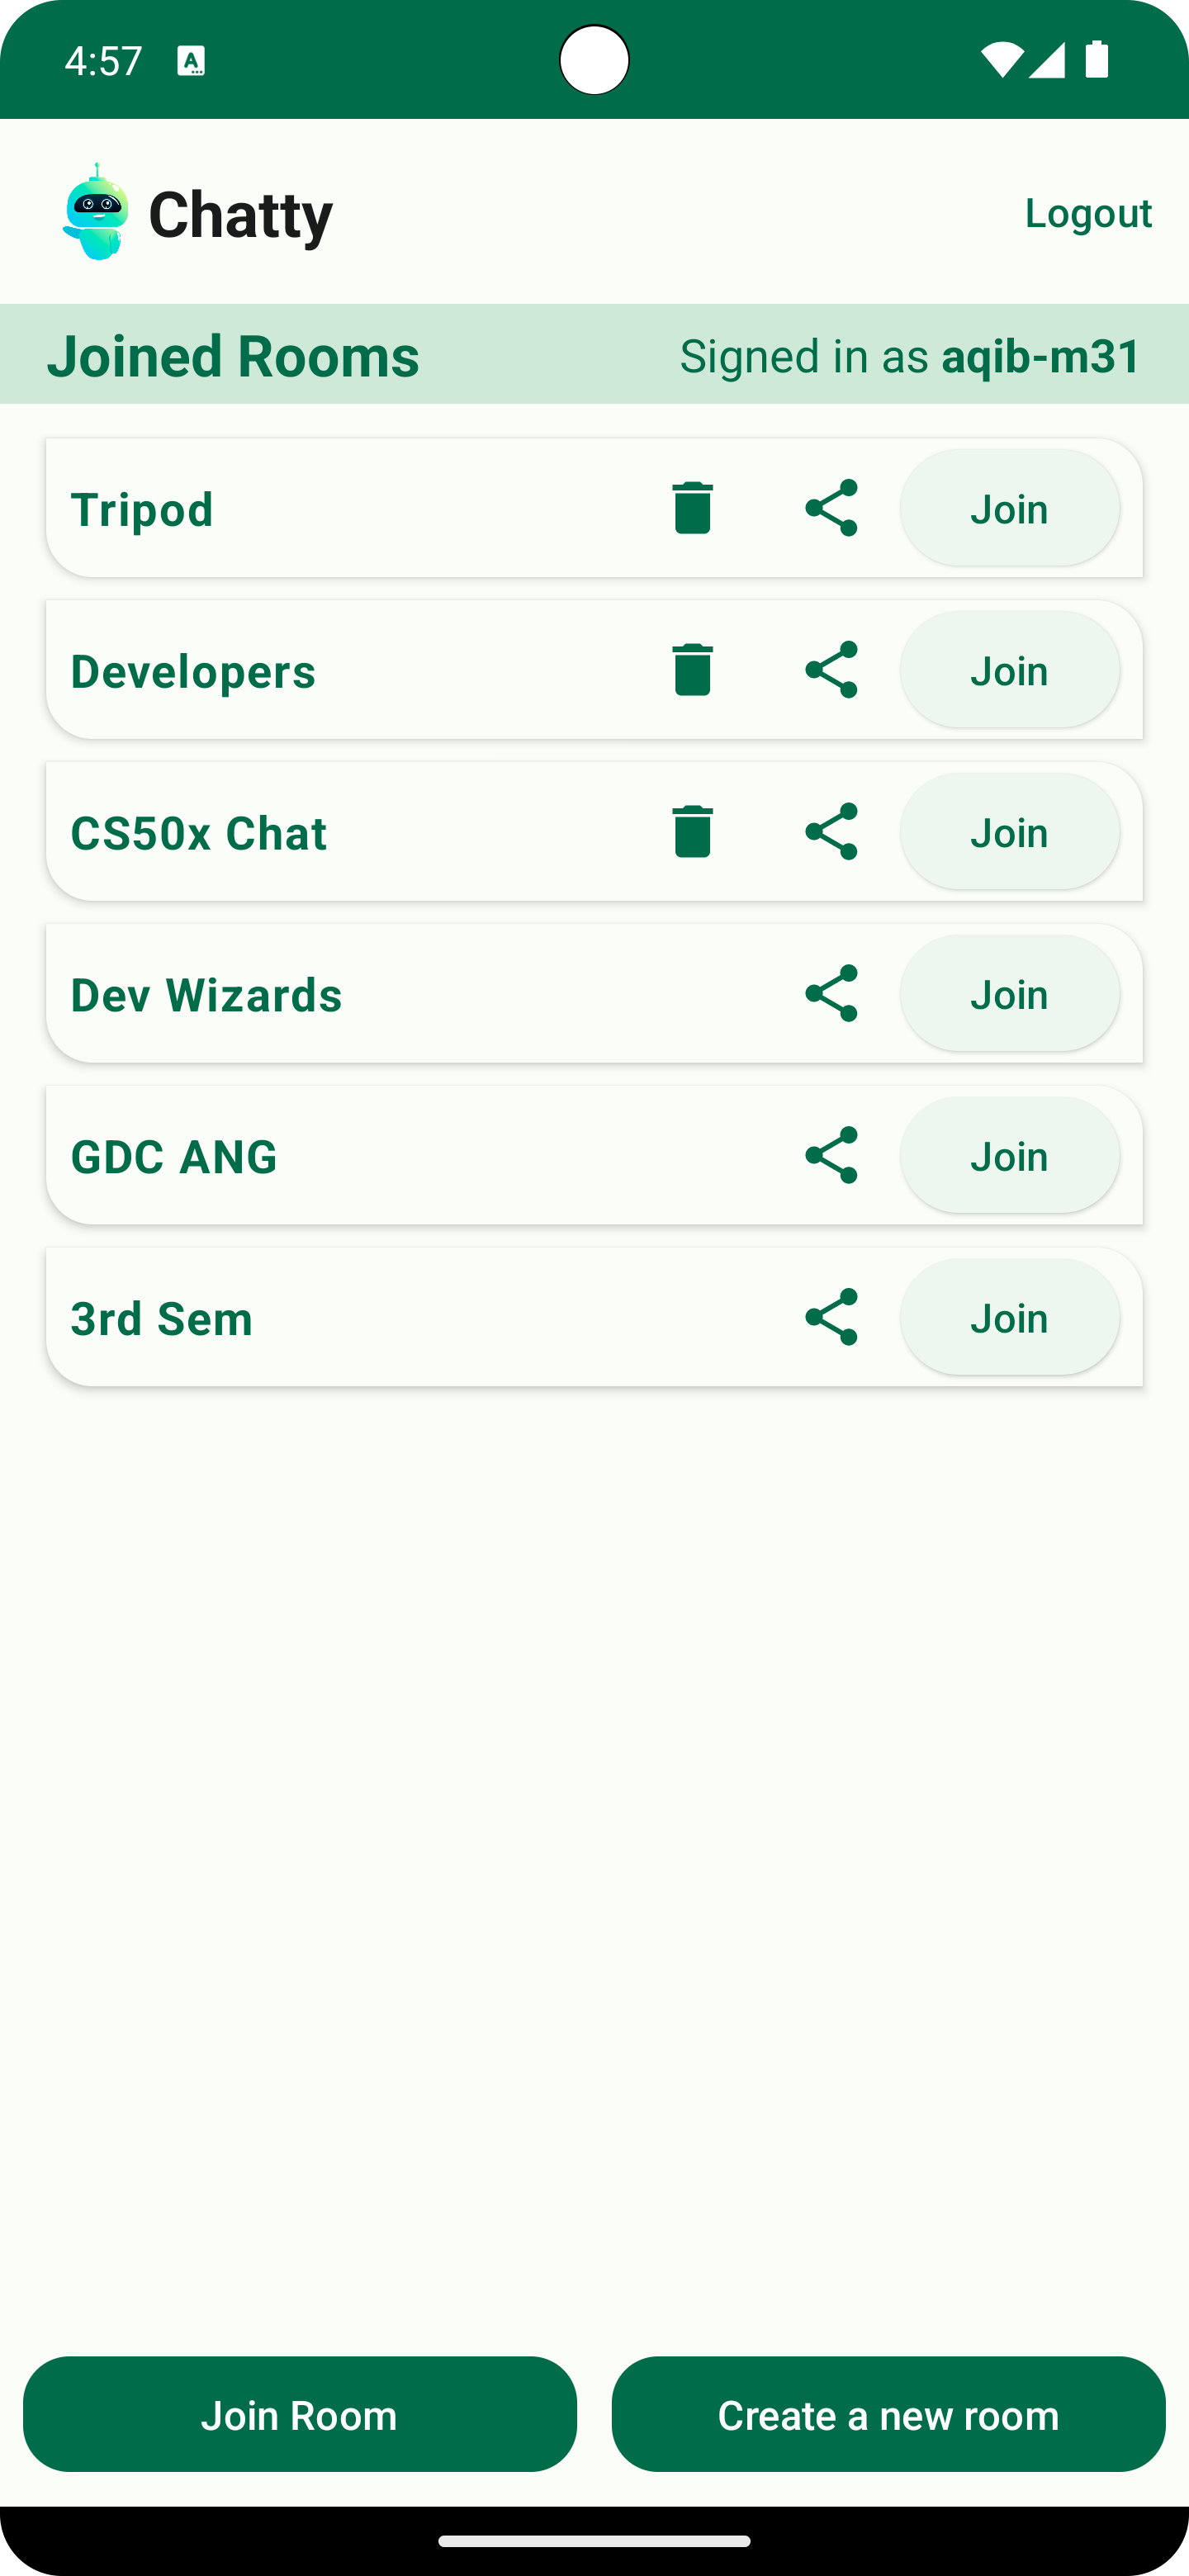 4:57 A
Chatty Logout
Joined Rooms Signed in as aqib-m31
Tripod Join
Developers Join
CS50x Chat Join
Dev Wizards Join
GDC ANG Join
3rd Sem Join
Join Room Create a new room